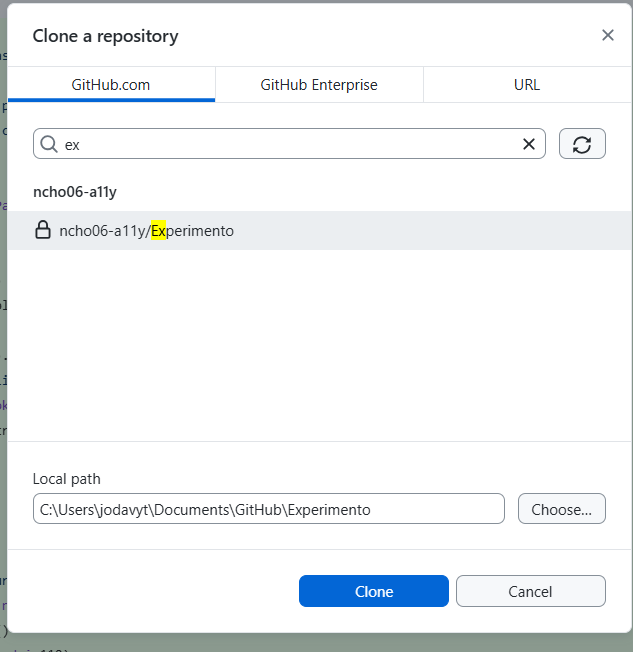 Clone a repository
GitHub.com
GitHub Enterprise
URL
ex
ncho06-a11y
ncho06-a11y/Experimento
Local path
C:\Users\jodavyt\Documents\GitHub\Experimento
Choose...
Clone
Cancel